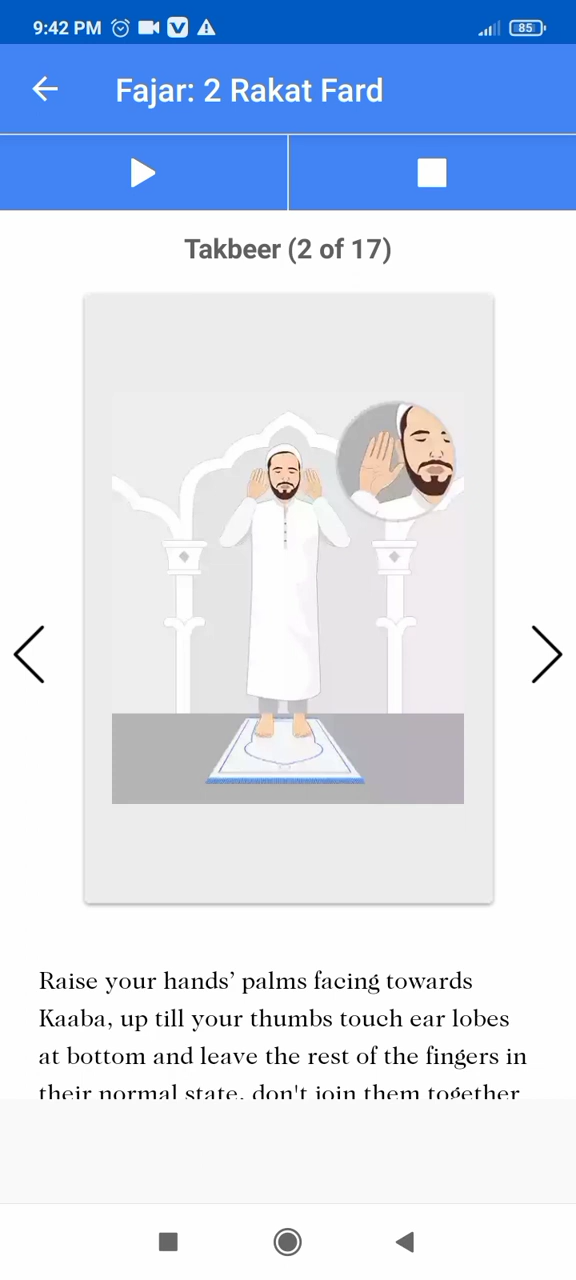 9:42 PM
85
Fajar: 2 Rakat Fard
Takbeer (2 of 17)
Raise your hands’ palms facing towards
Kaaba, up till your thumbs touch ear lobes
at bottom and leave the rest of the fingers in
their normal state, don't join them together